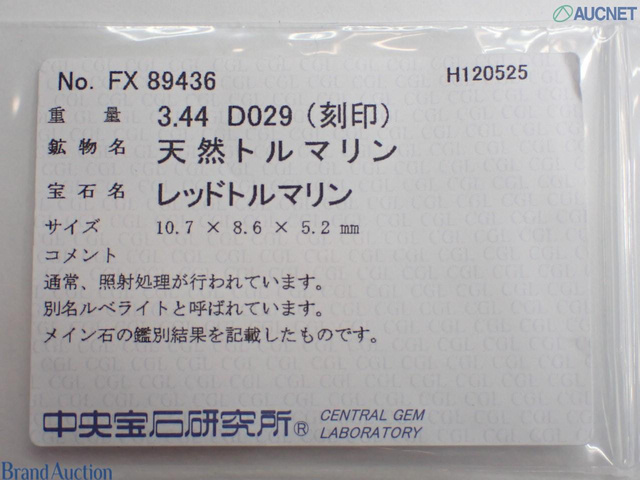 AUCNET
No. FX 89436 H120525
重量 3.44 D029（刻印）
鉱物名 天然トルマリン
宝石名 レッドトルマリン
サイズ 10.7 × 8.6 × 5.2 mm
コメント
通常、照射処理が行われています。
別名ルベライトと呼ばれています。
メイン石の鑑別結果を記載したものです。
中央宝石研究所® CENTRAL GEM
LABORATORY
Brand Auction